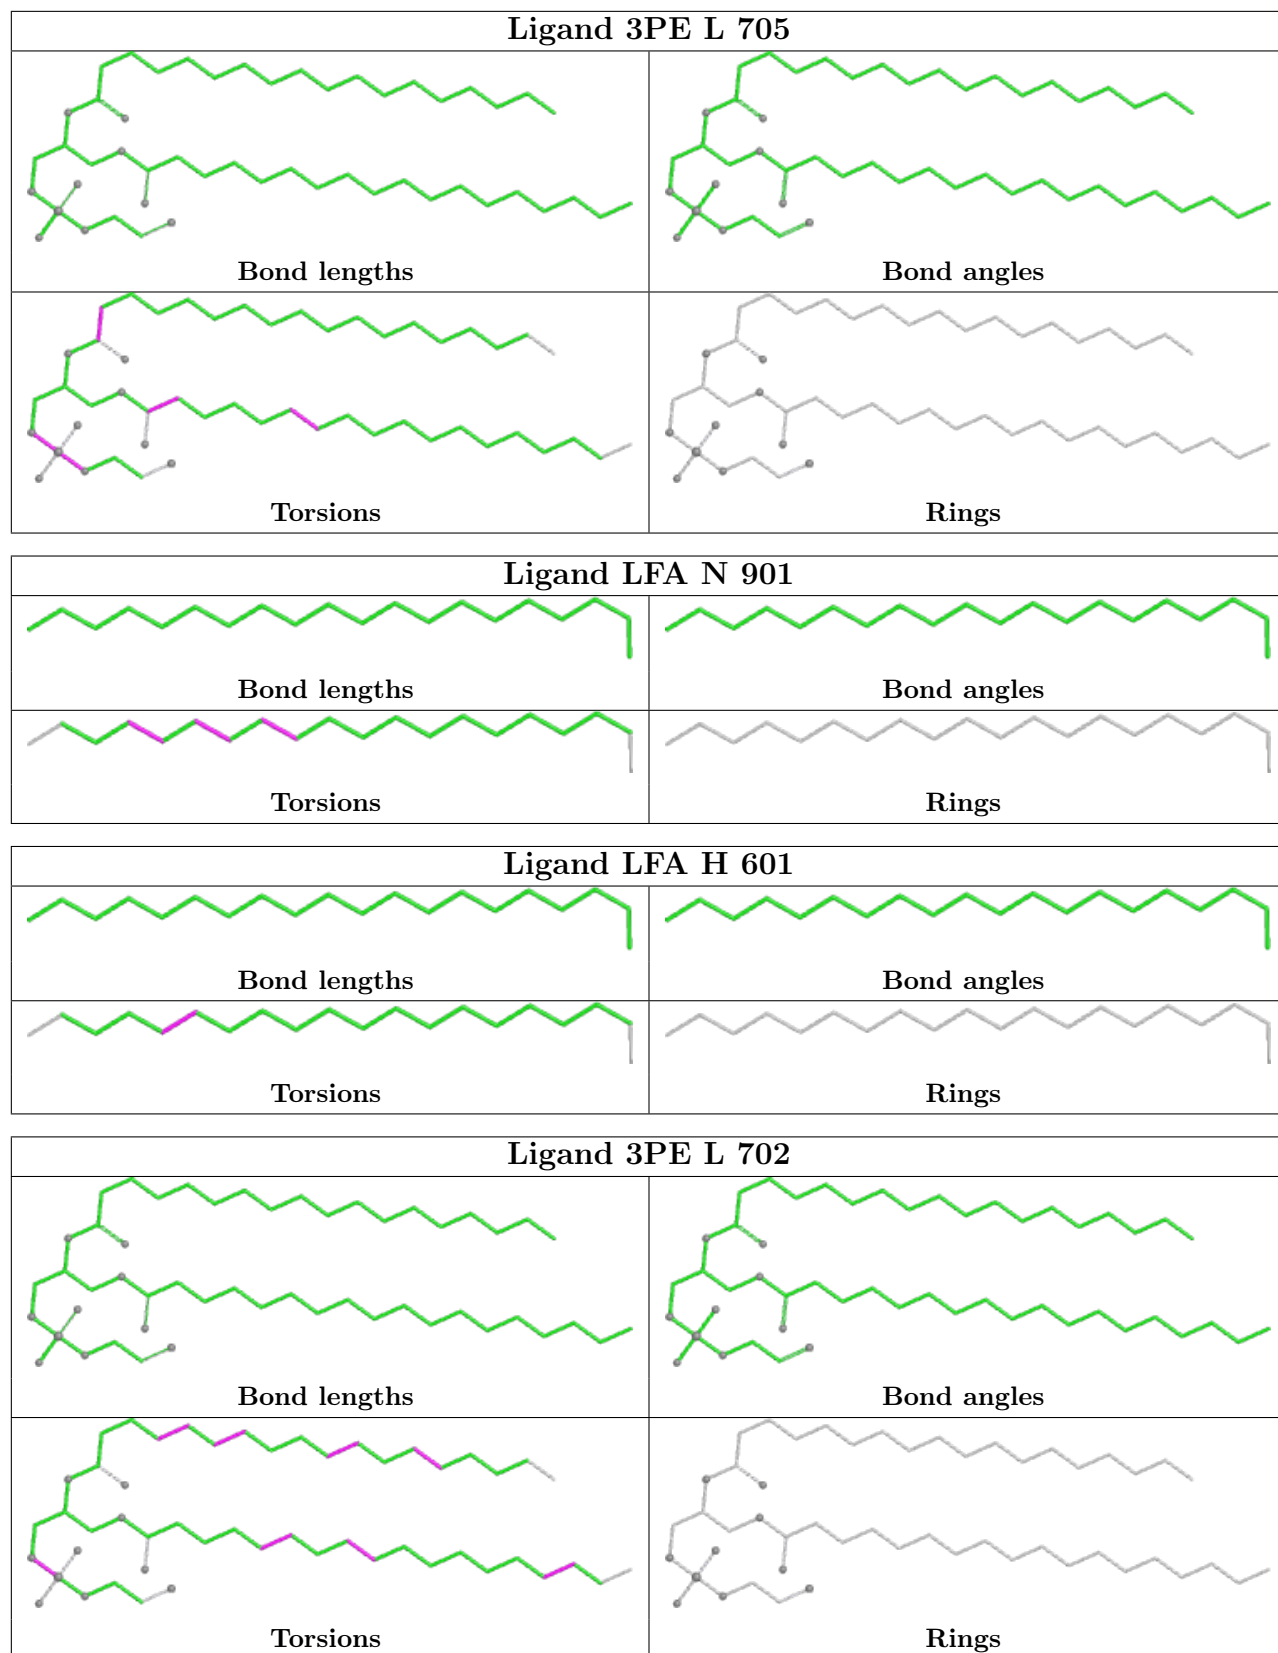 Ligand 3PE L 705
Bond lengths
Bond angles
Torsions
Rings
Ligand LFA N 901
Bond lengths
Bond angles
Torsions
Rings
Ligand LFA H 601
Bond lengths
Bond angles
Torsions
Rings
Ligand 3PE L 702
Bond lengths
Bond angles
Torsions
Rings